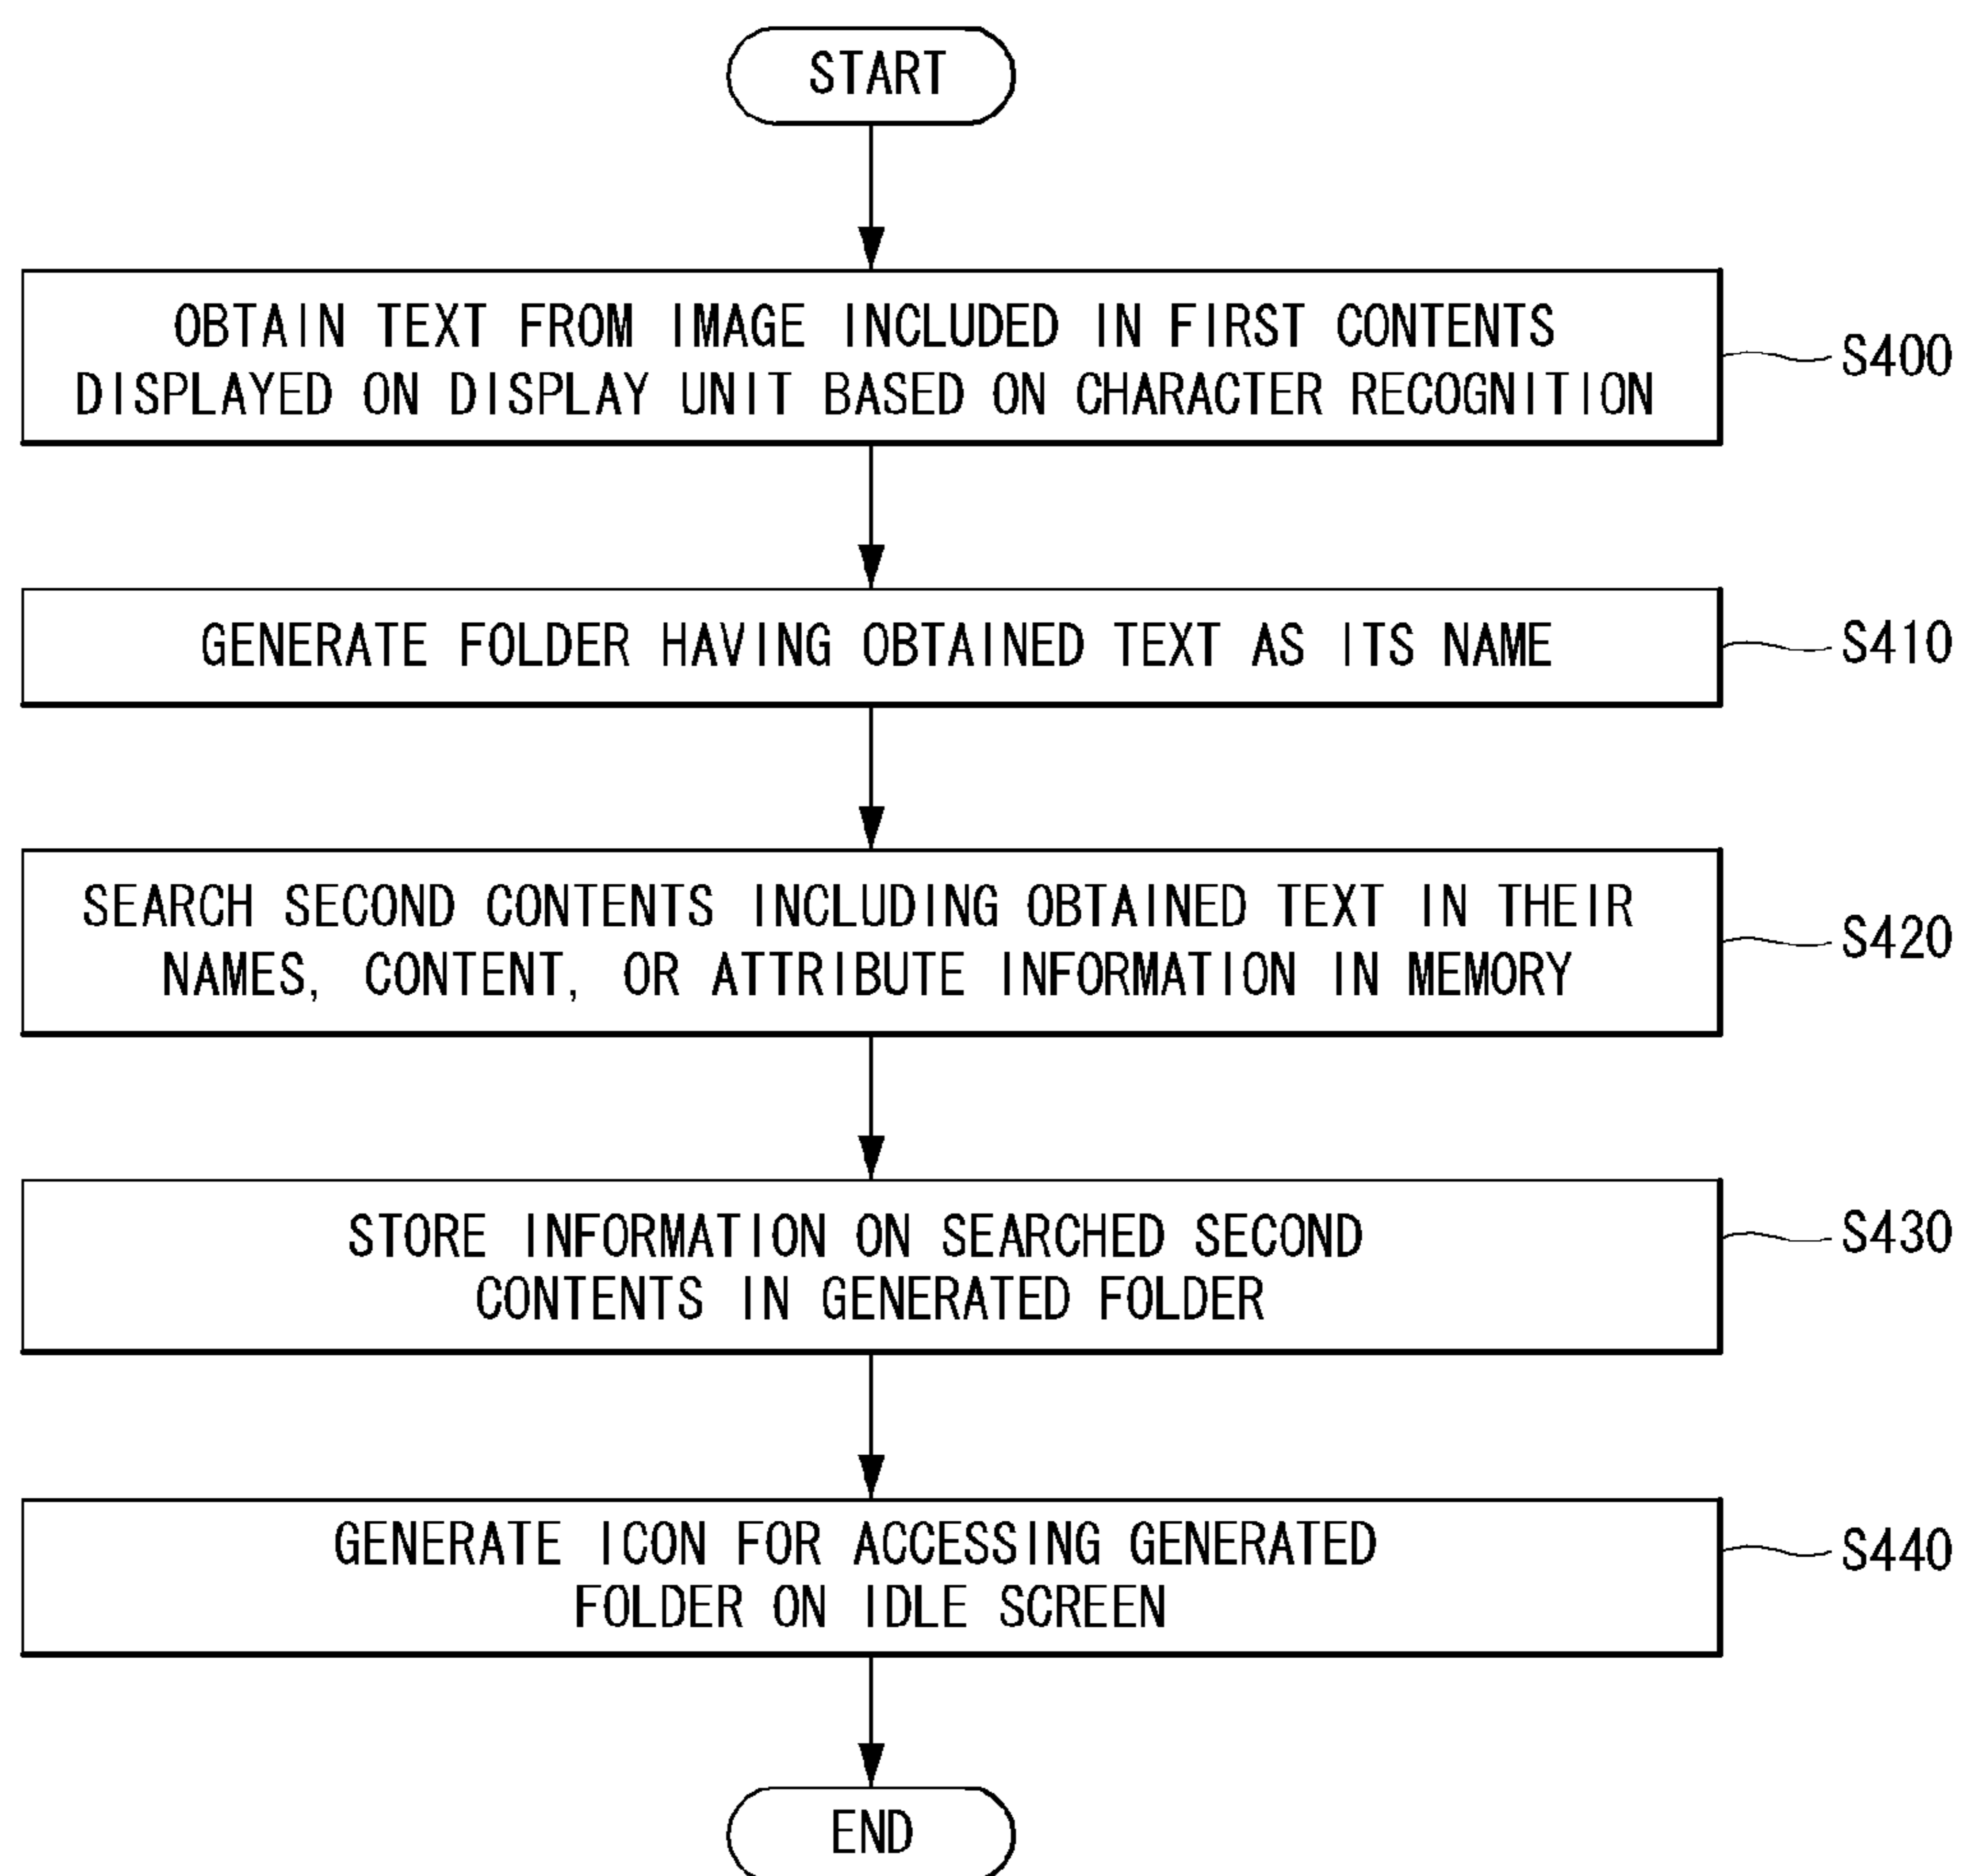 START
OBTAIN TEXT FROM IMAGE INCLUDED IN FIRST CONTENTS
DISPLAYED ON DISPLAY UNIT BASED ON CHARACTER RECOGNITION
S400
GENERATE FOLDER HAVING OBTAINED TEXT AS ITS NAME
S410
SEARCH SECOND CONTENTS INCLUDING OBTAINED TEXT IN THEIR
NAMES, CONTENT, OR ATTRIBUTE INFORMATION IN MEMORY
S420
STORE INFORMATION ON SEARCHED SECOND
CONTENTS IN GENERATED FOLDER
S430
GENERATE ICON FOR ACCESSING GENERATED
FOLDER ON IDLE SCREEN
S440
END